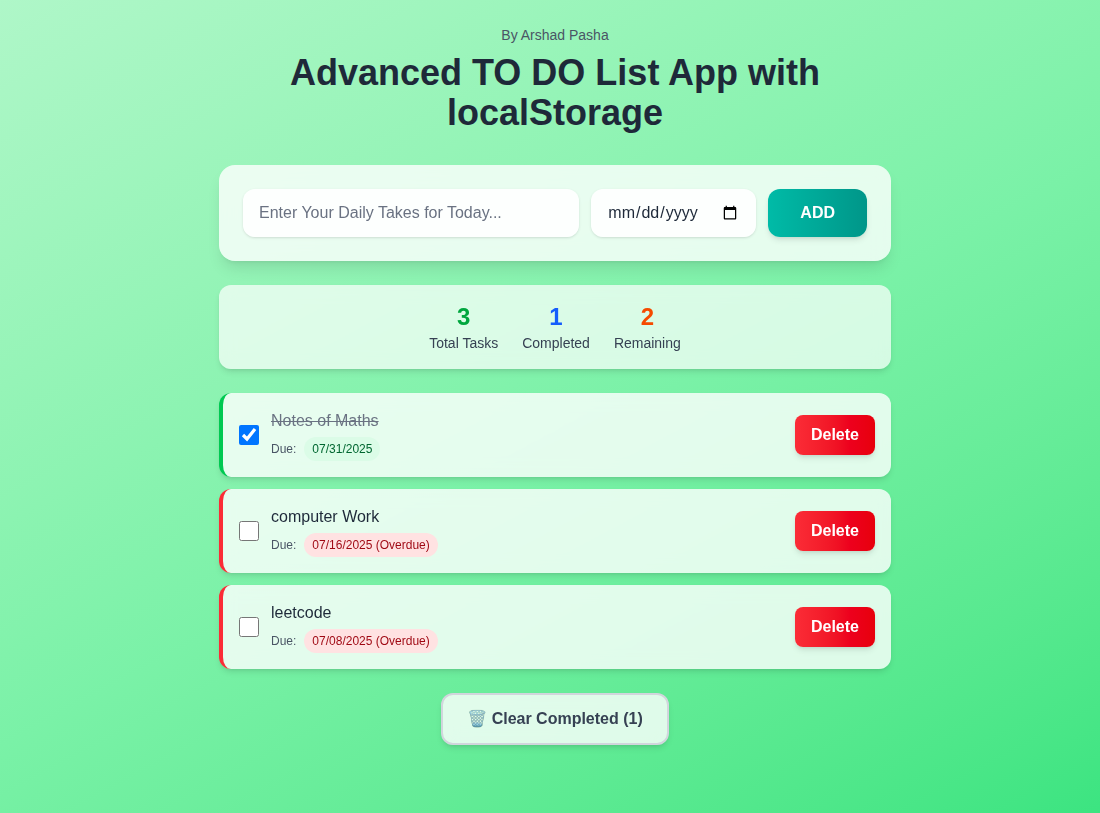 By Arshad Pasha
Advanced TO DO List App with
localStorage
Enter Your Daily Takes for Today...
mm/dd/yyyy
ADD
3
1
2
Total Tasks
Completed
Remaining
Notes of Maths
Due: 07/31/2025
Delete
computer Work
Due: 07/16/2025 (Overdue)
Delete
leetcode
Due: 07/08/2025 (Overdue)
Delete
🗑️ Clear Completed (1)